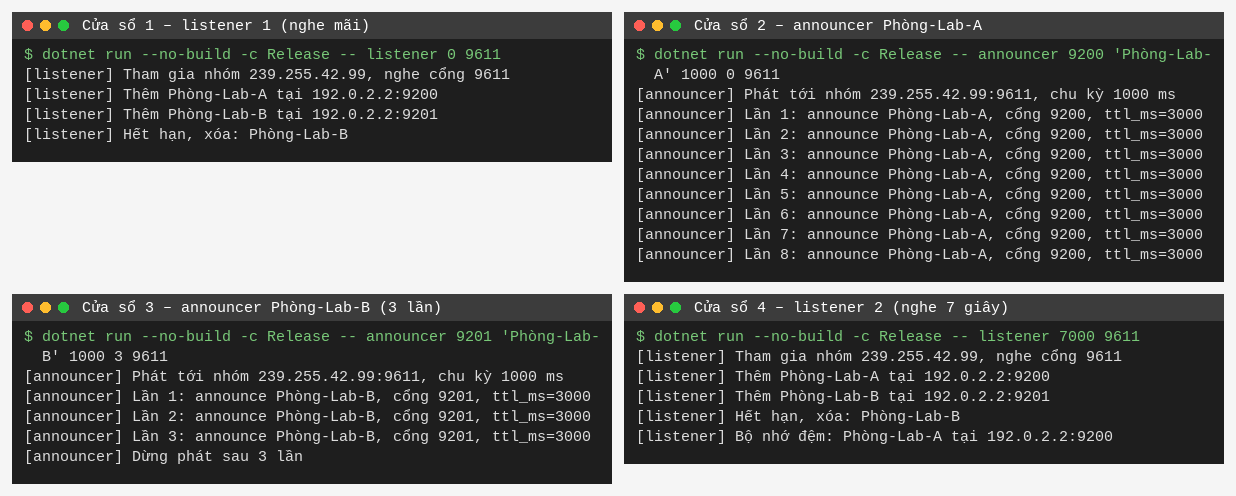 Cửa sổ 1 – listener 1 (nghe mãi)
$ dotnet run --no-build -c Release -- listener 0 9611
[listener] Tham gia nhóm 239.255.42.99, nghe cổng 9611
[listener] Thêm Phòng-Lab-A tại 192.0.2.2:9200
[listener] Thêm Phòng-Lab-B tại 192.0.2.2:9201
[listener] Hết hạn, xóa: Phòng-Lab-B
Cửa sổ 2 – announcer Phòng-Lab-A
$ dotnet run --no-build -c Release -- announcer 9200 'Phòng-Lab-
A' 1000 0 9611
[announcer] Phát tới nhóm 239.255.42.99:9611, chu kỳ 1000 ms
[announcer] Lần 1: announce Phòng-Lab-A, cổng 9200, ttl_ms=3000
[announcer] Lần 2: announce Phòng-Lab-A, cổng 9200, ttl_ms=3000
[announcer] Lần 3: announce Phòng-Lab-A, cổng 9200, ttl_ms=3000
[announcer] Lần 4: announce Phòng-Lab-A, cổng 9200, ttl_ms=3000
[announcer] Lần 5: announce Phòng-Lab-A, cổng 9200, ttl_ms=3000
[announcer] Lần 6: announce Phòng-Lab-A, cổng 9200, ttl_ms=3000
[announcer] Lần 7: announce Phòng-Lab-A, cổng 9200, ttl_ms=3000
[announcer] Lần 8: announce Phòng-Lab-A, cổng 9200, ttl_ms=3000
Cửa sổ 3 – announcer Phòng-Lab-B (3 lần)
$ dotnet run --no-build -c Release -- announcer 9201 'Phòng-Lab-
B' 1000 3 9611
[announcer] Phát tới nhóm 239.255.42.99:9611, chu kỳ 1000 ms
[announcer] Lần 1: announce Phòng-Lab-B, cổng 9201, ttl_ms=3000
[announcer] Lần 2: announce Phòng-Lab-B, cổng 9201, ttl_ms=3000
[announcer] Lần 3: announce Phòng-Lab-B, cổng 9201, ttl_ms=3000
[announcer] Dừng phát sau 3 lần
Cửa sổ 4 – listener 2 (nghe 7 giây)
$ dotnet run --no-build -c Release -- listener 7000 9611
[listener] Tham gia nhóm 239.255.42.99, nghe cổng 9611
[listener] Thêm Phòng-Lab-A tại 192.0.2.2:9200
[listener] Thêm Phòng-Lab-B tại 192.0.2.2:9201
[listener] Hết hạn, xóa: Phòng-Lab-B
[listener] Bộ nhớ đệm: Phòng-Lab-A tại 192.0.2.2:9200